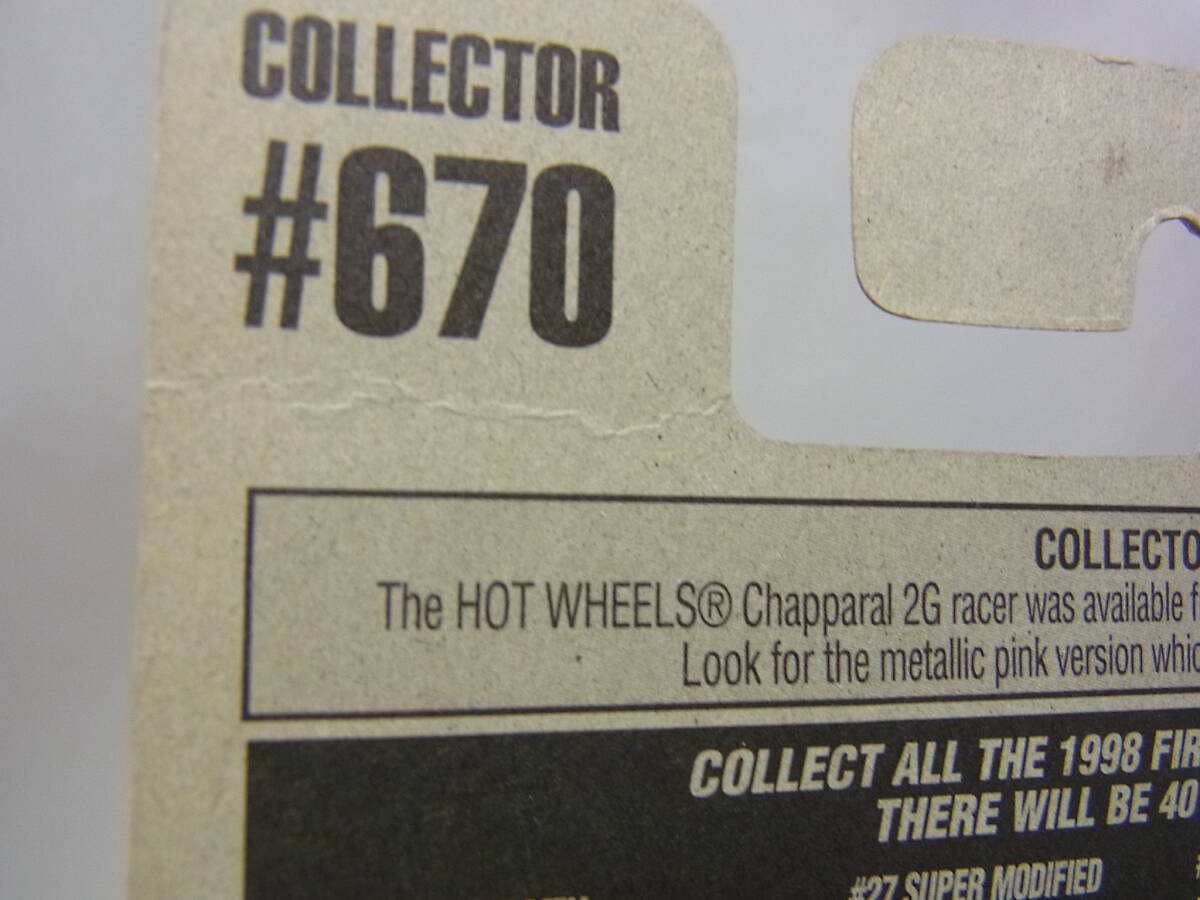 COLLECTOR
#670
COLLECTO
The HOT WHEELS® Chapparal 2G racer was available f
Look for the metallic pink version whic
COLLECT ALL THE 1998 FIR
THERE WILL BE 40
#27 SUPER MODIFIED